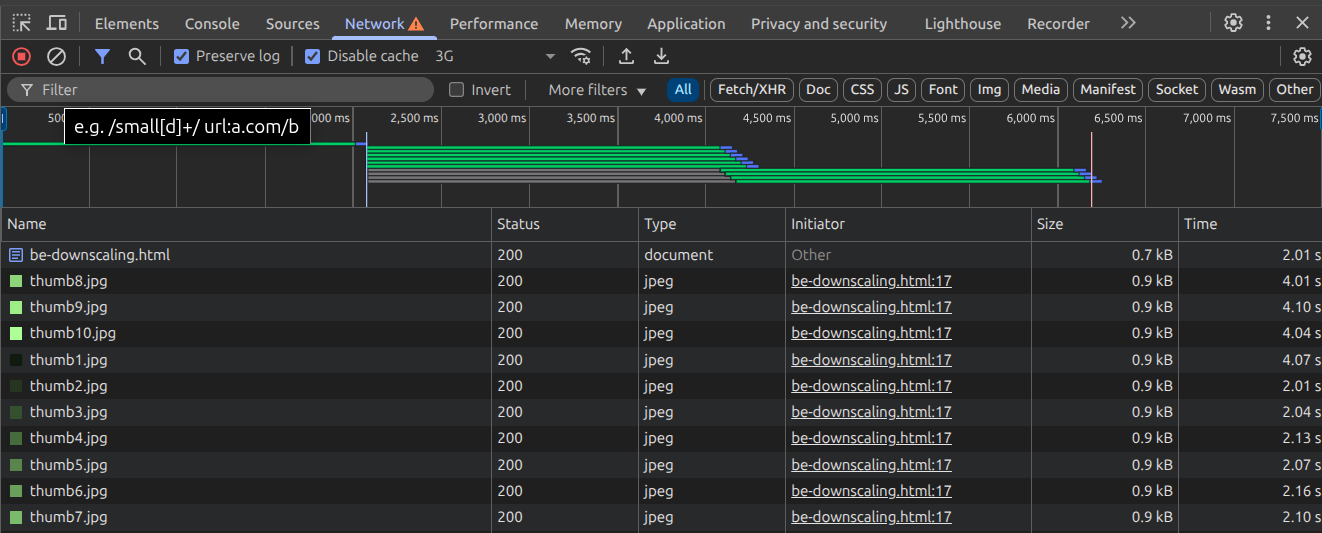 Elements Console Sources Network Performance Memory Application Privacy and security Lighthouse Recorder
Preserve log Disable cache 3G
Filter Invert More filters All Fetch/XHR Doc CSS JS Font Img Media Manifest Socket Wasm Other
e.g. /small[d]+/ url:a.com/b
2,500 ms 3,000 ms 3,500 ms 4,000 ms 4,500 ms 5,000 ms 5,500 ms 6,000 ms 6,500 ms 7,000 ms 7,500 ms
Name Status Type Initiator Size Time
be-downscaling.html 200 document Other 0.7 kB 2.01 s
thumb8.jpg 200 jpeg be-downscaling.html:17 0.9 kB 4.01 s
thumb9.jpg 200 jpeg be-downscaling.html:17 0.9 kB 4.10 s
thumb10.jpg 200 jpeg be-downscaling.html:17 0.9 kB 4.04 s
thumb1.jpg 200 jpeg be-downscaling.html:17 0.9 kB 4.07 s
thumb2.jpg 200 jpeg be-downscaling.html:17 0.9 kB 2.01 s
thumb3.jpg 200 jpeg be-downscaling.html:17 0.9 kB 2.04 s
thumb4.jpg 200 jpeg be-downscaling.html:17 0.9 kB 2.13 s
thumb5.jpg 200 jpeg be-downscaling.html:17 0.9 kB 2.07 s
thumb6.jpg 200 jpeg be-downscaling.html:17 0.9 kB 2.16 s
thumb7.jpg 200 jpeg be-downscaling.html:17 0.9 kB 2.10 s